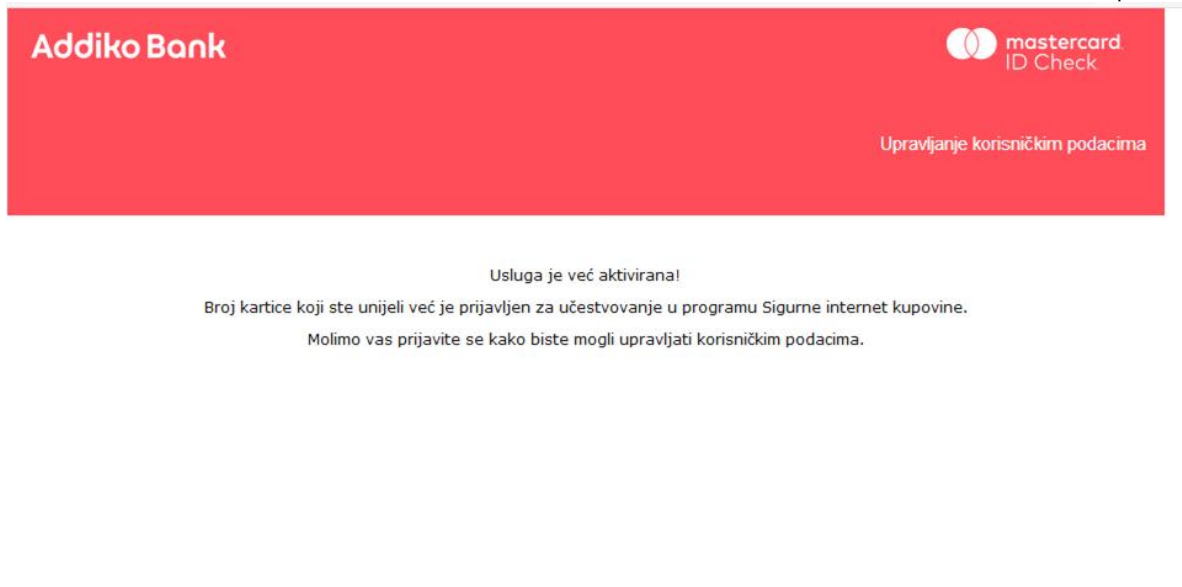 Addiko Bank
mastercard.
ID Check
Upravljanje korisničkim podacima
Usluga je već aktivirana!
Broj kartice koji ste unijeli već je prijavljen za učestvovanje u programu Sigurne internet kupovine.
Molimo vas prijavite se kako biste mogli upravljati korisničkim podacima.